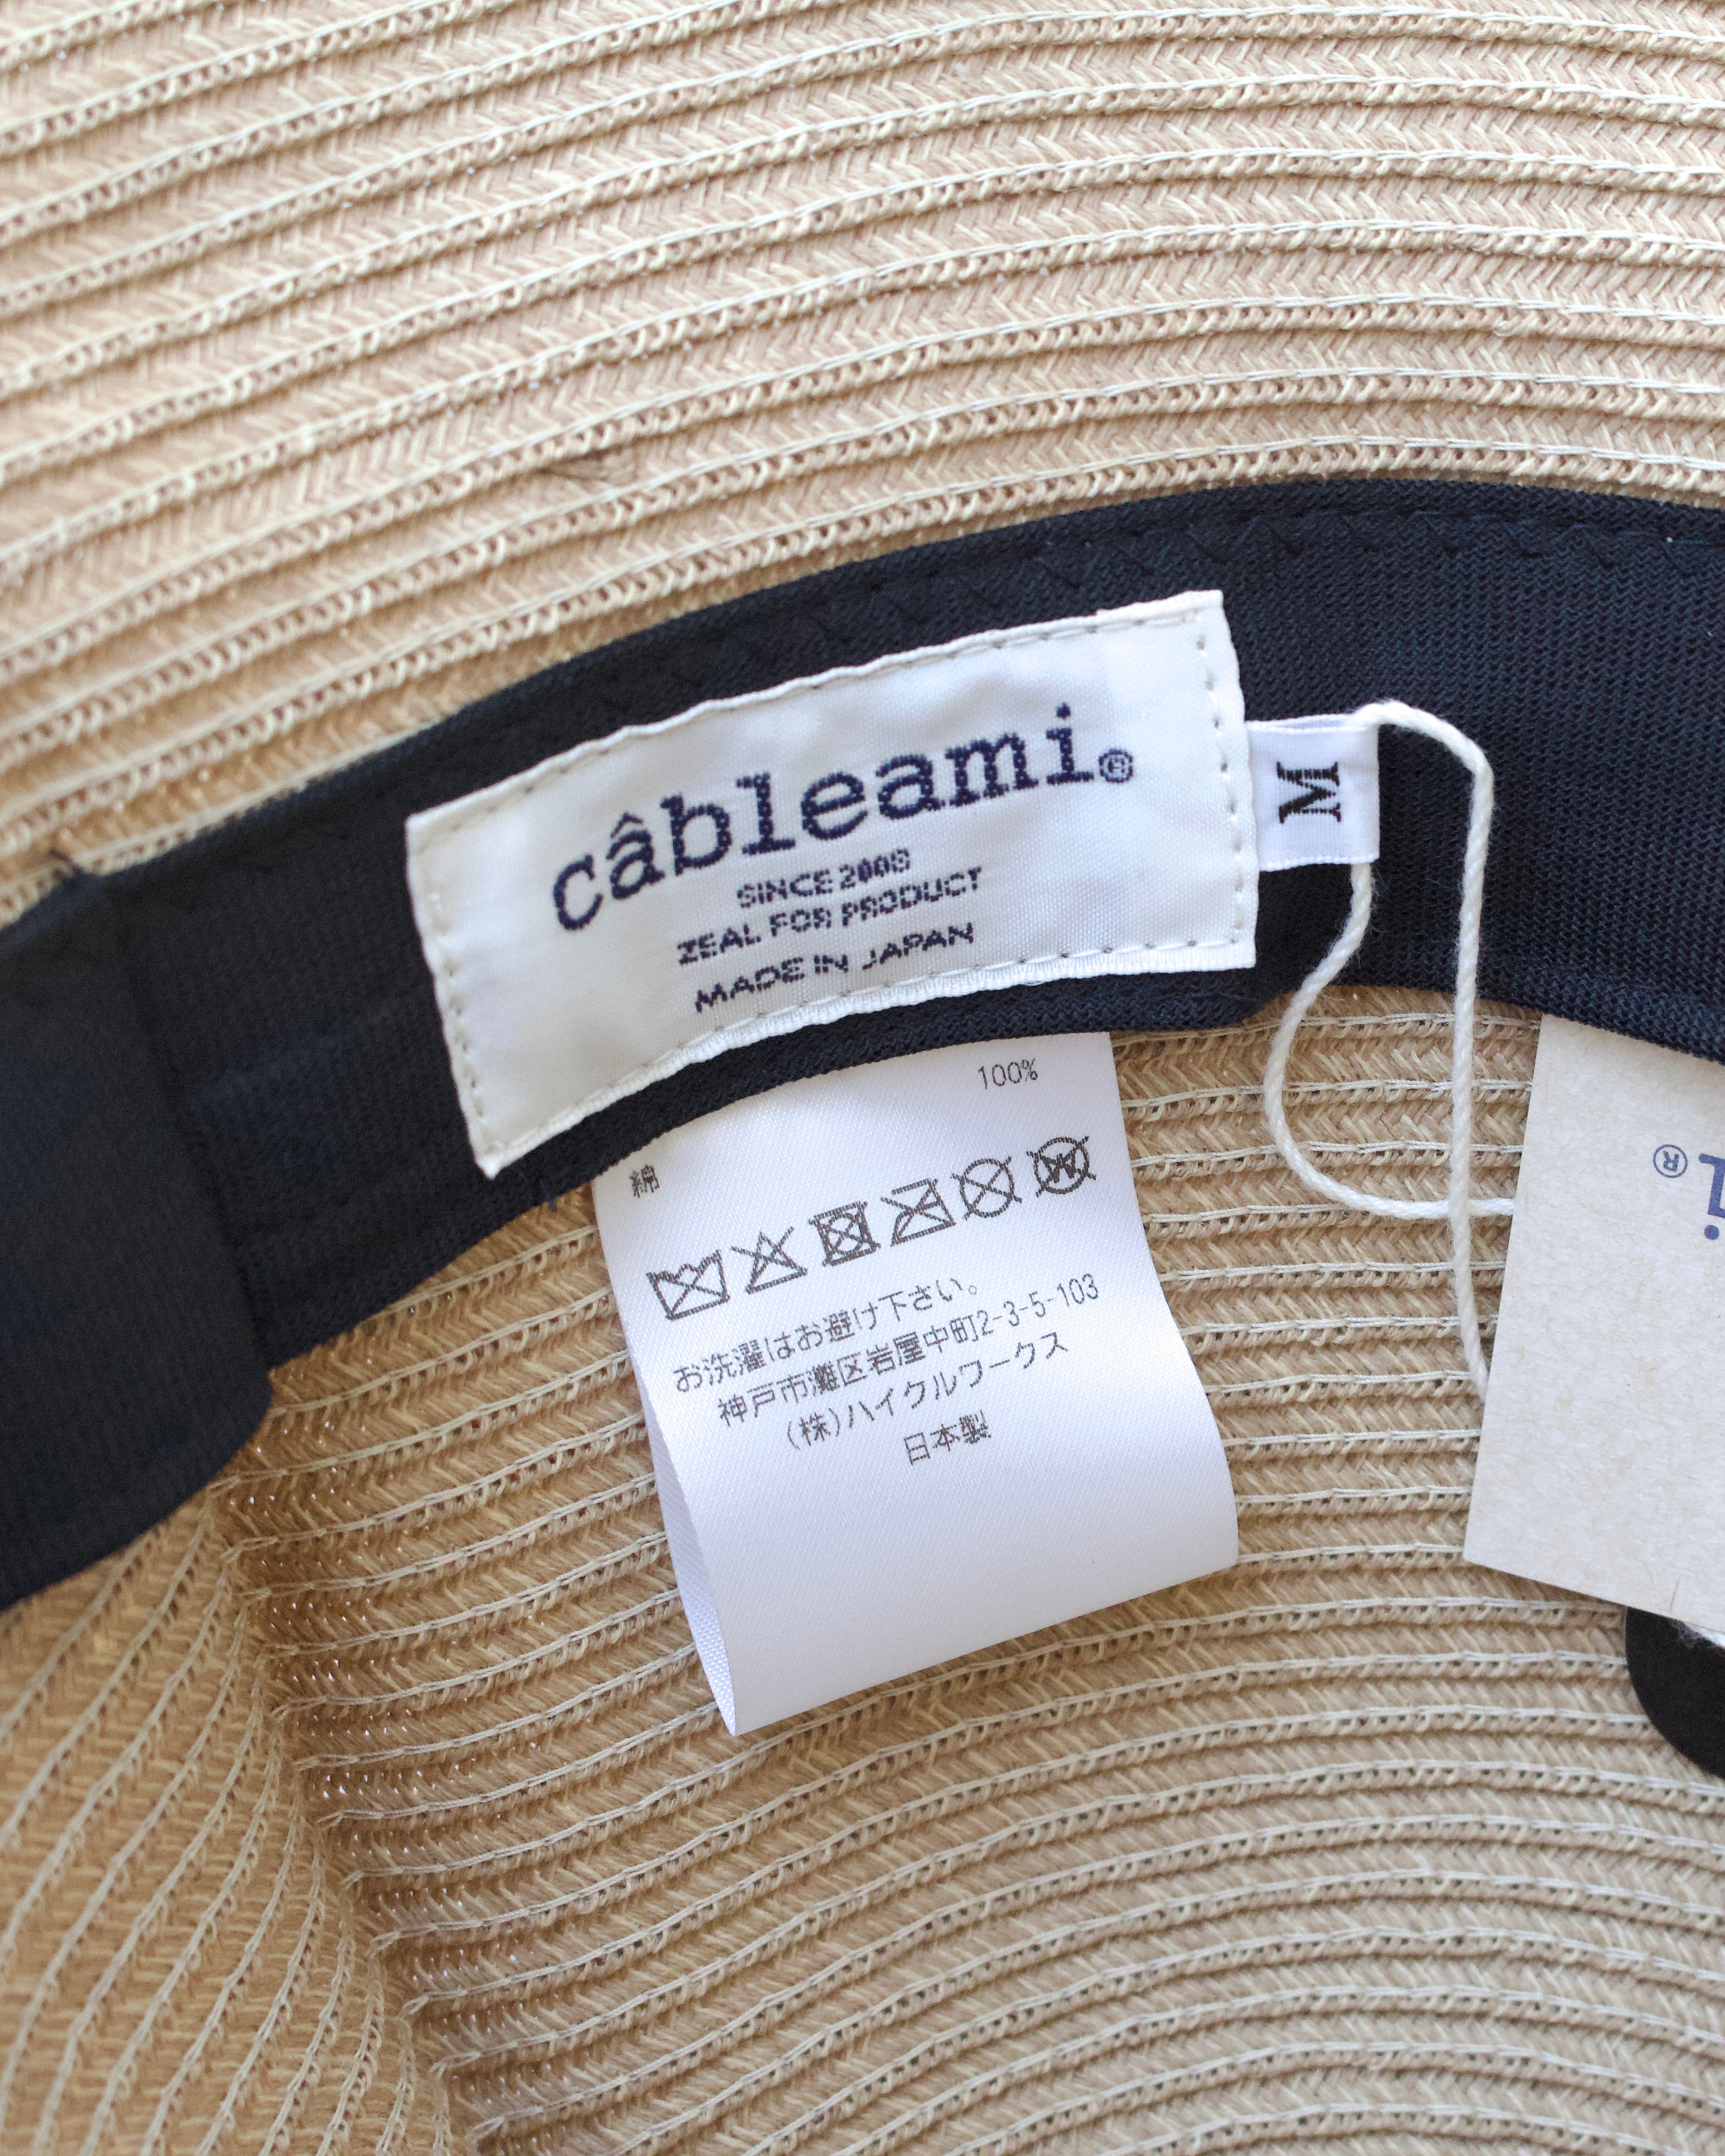 câbleami®
SINCE 2008
ZEAL FOR PRODUCT
MADE IN JAPAN
M
綿 100%
W
お洗濯はお避け下さい。
神戸市灘区岩屋中町2-3-5-103
(株)ハイクルワークス
日本製
i®